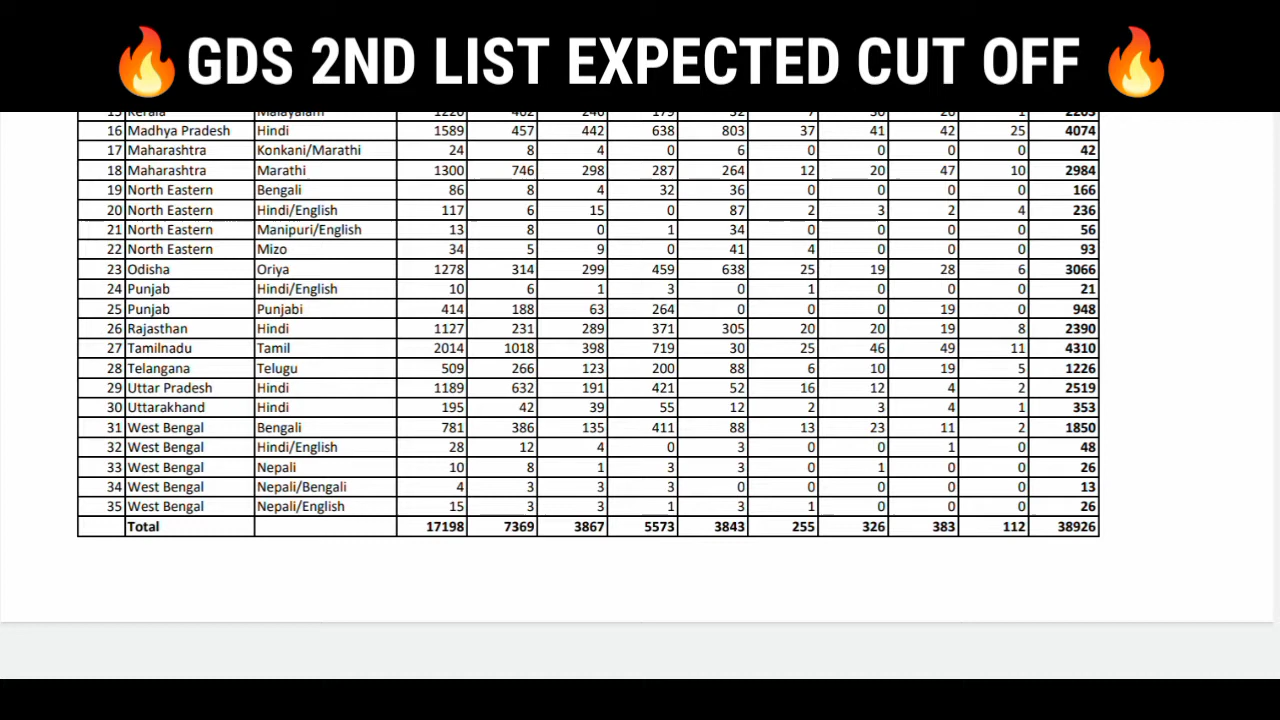 🔥GDS 2ND LIST EXPECTED CUT OFF 🔥
15 Kerala Malayalam 1220 462 240 179 52 7 30 20 1 2203
16 Madhya Pradesh Hindi 1589 457 442 638 803 37 41 42 25 4074
17 Maharashtra Konkani/Marathi 24 8 4 0 6 0 0 0 0 42
18 Maharashtra Marathi 1300 746 298 287 264 12 20 47 10 2984
19 North Eastern Bengali 86 8 4 32 36 0 0 0 0 166
20 North Eastern Hindi/English 117 6 15 0 87 2 3 2 4 236
21 North Eastern Manipuri/English 13 8 0 1 34 0 0 0 0 56
22 North Eastern Mizo 34 5 9 0 41 4 0 0 0 93
23 Odisha Oriya 1278 314 299 459 638 25 19 28 6 3066
24 Punjab Hindi/English 10 6 1 3 0 1 0 0 0 21
25 Punjab Punjabi 414 188 63 264 0 0 0 19 0 948
26 Rajasthan Hindi 1127 231 289 371 305 20 20 19 8 2390
27 Tamilnadu Tamil 2014 1018 398 719 30 25 46 49 11 4310
28 Telangana Telugu 509 266 123 200 88 6 10 19 5 1226
29 Uttar Pradesh Hindi 1189 632 191 421 52 16 12 4 2 2519
30 Uttarakhand Hindi 195 42 39 55 12 2 3 4 1 353
31 West Bengal Bengali 781 386 135 411 88 13 23 11 2 1850
32 West Bengal Hindi/English 28 12 4 0 3 0 0 1 0 48
33 West Bengal Nepali 10 8 1 3 3 0 1 0 0 26
34 West Bengal Nepali/Bengali 4 3 3 3 0 0 0 0 0 13
35 West Bengal Nepali/English 15 3 3 1 3 1 0 0 0 26
Total 17198 7369 3867 5573 3843 255 326 383 112 38926